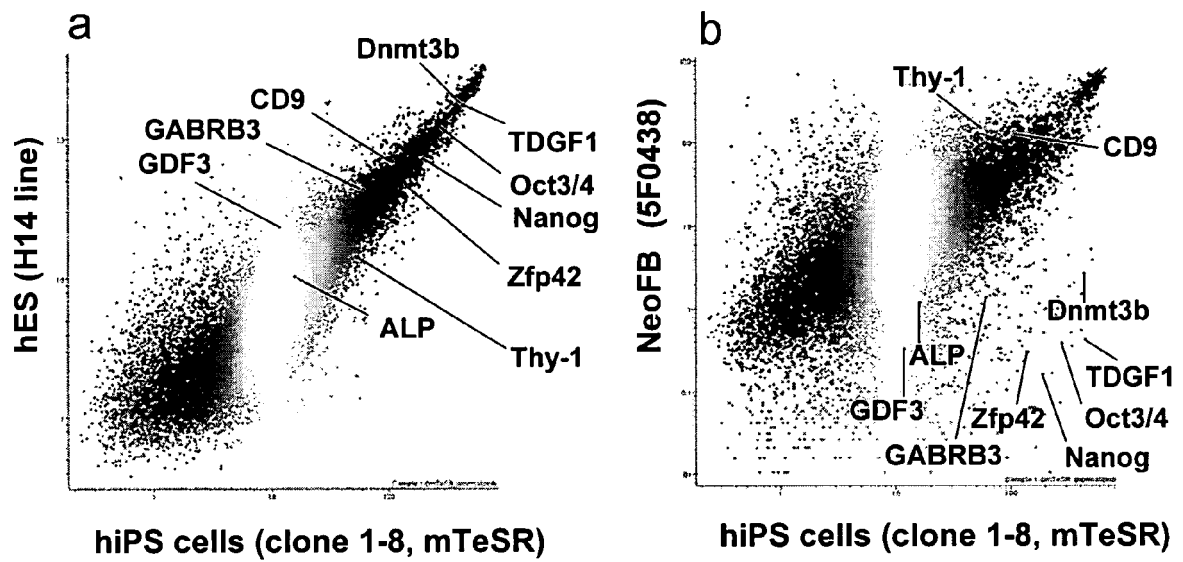 a
Dnmt3b
CD9
GABRB3
GDF3
TDGF1
Oct3/4
Nanog
Zfp42
ALP
Thy-1
hES (H14 line)
hiPS cells (clone 1-8, mTeSR)
b
Thy-1
CD9
Dnmt3b
ALP
TDGF1
GDF3
Zfp42
Oct3/4
GABRB3
Nanog
NeoFB (5F0438)
hiPS cells (clone 1-8, mTeSR)